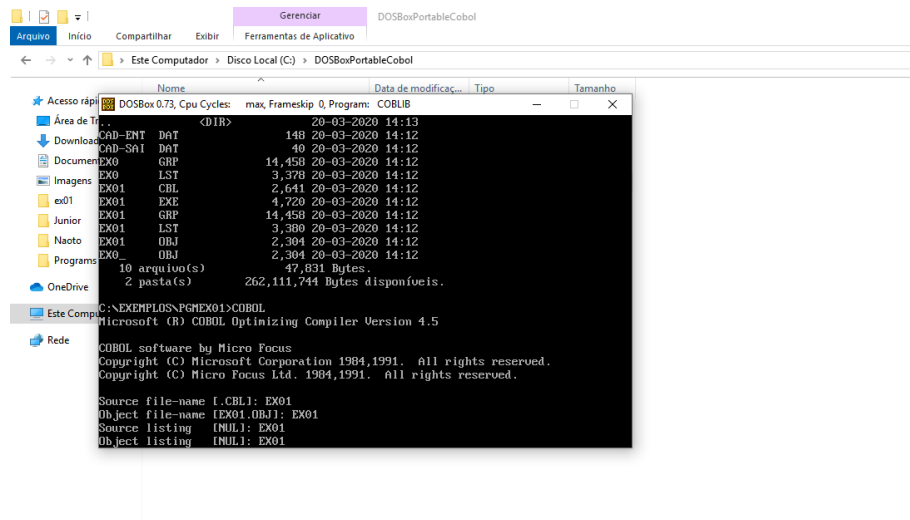 Gerenciar DOSBoxPortableCobol
Arquivo Início Compartilhar Exibir Ferramentas de Aplicativo
Este Computador > Disco Local (C:) > DOSBoxPortableCobol
Nome Data de modificaç... Tipo Tamanho
Acesso rápi
Área de Tr
Download
Documen
Imagens
ex01
Junior
Naoto
Programs
OneDrive
Este Compu
Rede
DOSBox 0.73, Cpu Cycles: max, Frameskip 0, Program: COBLIB
.. <DIR> 20-03-2020 14:13
CAD-ENT DAT 148 20-03-2020 14:12
CAD-SAI DAT 40 20-03-2020 14:12
EX0 GRP 14,458 20-03-2020 14:12
EX0 LST 3,378 20-03-2020 14:12
EX01 CBL 2,641 20-03-2020 14:12
EX01 EXE 4,720 20-03-2020 14:12
EX01 GRP 14,458 20-03-2020 14:12
EX01 LST 3,380 20-03-2020 14:12
EX01 OBJ 2,304 20-03-2020 14:12
EX0_ OBJ 2,304 20-03-2020 14:12
10 arquivo(s) 47,831 Bytes.
2 pasta(s) 262,111,744 Bytes disponíveis.
C:\EXEMPLOS\PGMEX01>COBOL
Microsoft (R) COBOL Optimizing Compiler Version 4.5
COBOL software by Micro Focus
Copyright (C) Microsoft Corporation 1984,1991. All rights reserved.
Copyright (C) Micro Focus Ltd. 1984,1991. All rights reserved.
Source file-name [.CBL]: EX01
Object file-name [EX01.OBJ]: EX01
Source listing [NUL]: EX01
Object listing [NUL]: EX01